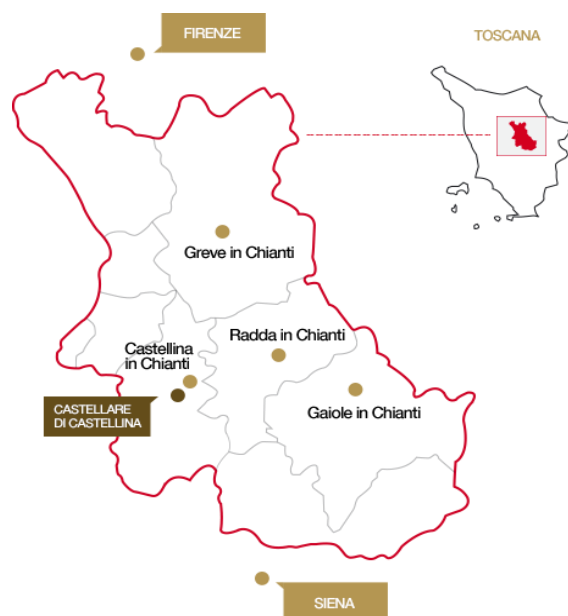 FIRENZE
TOSCANA
Greve in Chianti
Radda in Chianti
Castellina
in Chianti
CASTELLARE
DI CASTELLINA
Gaiole in Chianti
SIENA